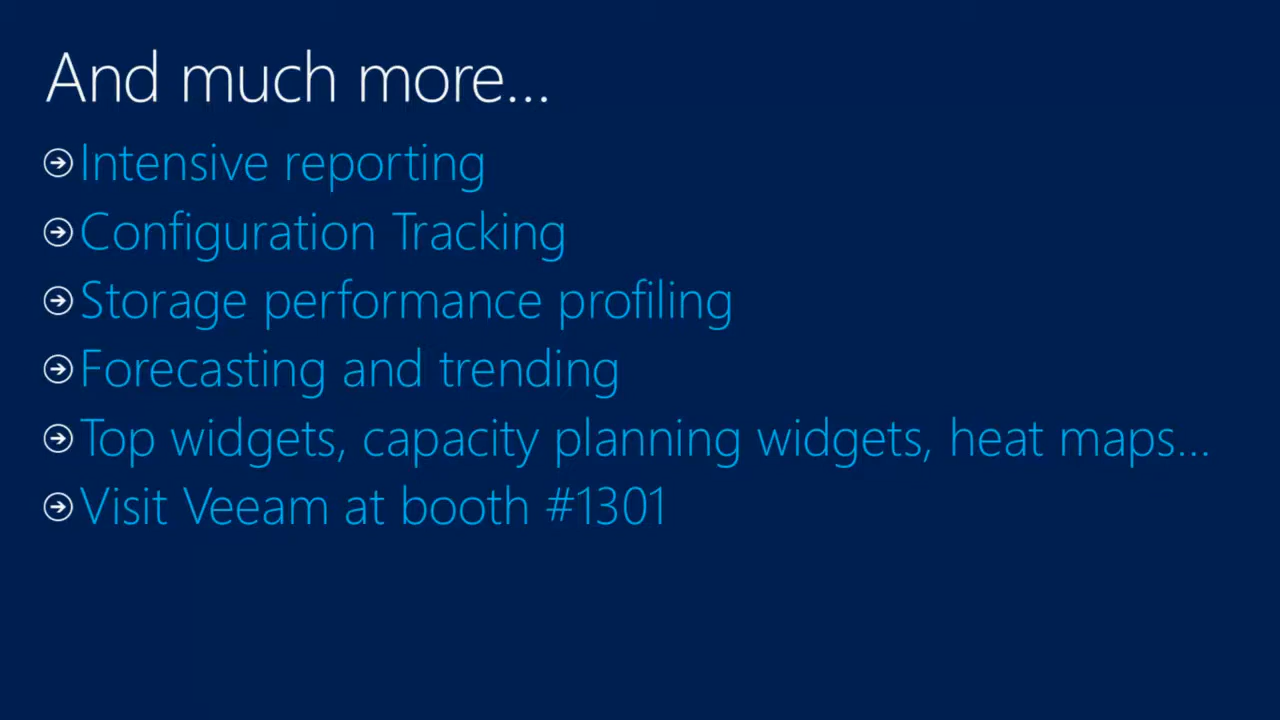 And much more...
Intensive reporting
Configuration Tracking
Storage performance profiling
Forecasting and trending
Top widgets, capacity planning widgets, heat maps...
Visit Veeam at booth #1301